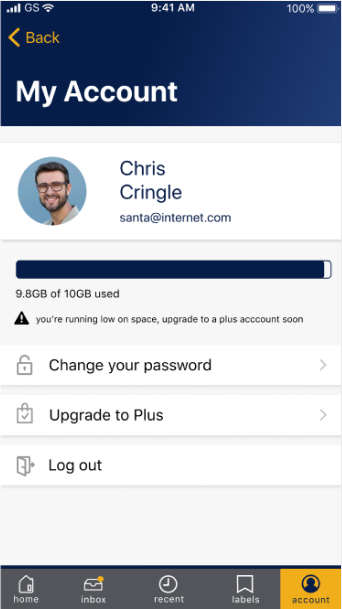 GS 9:41 AM 100%
Back
My Account
Chris
Cringle
santa@internet.com
9.8GB of 10GB used
you're running low on space, upgrade to a plus acccount soon
Change your password
Upgrade to Plus
Log out
home inbox recent labels account